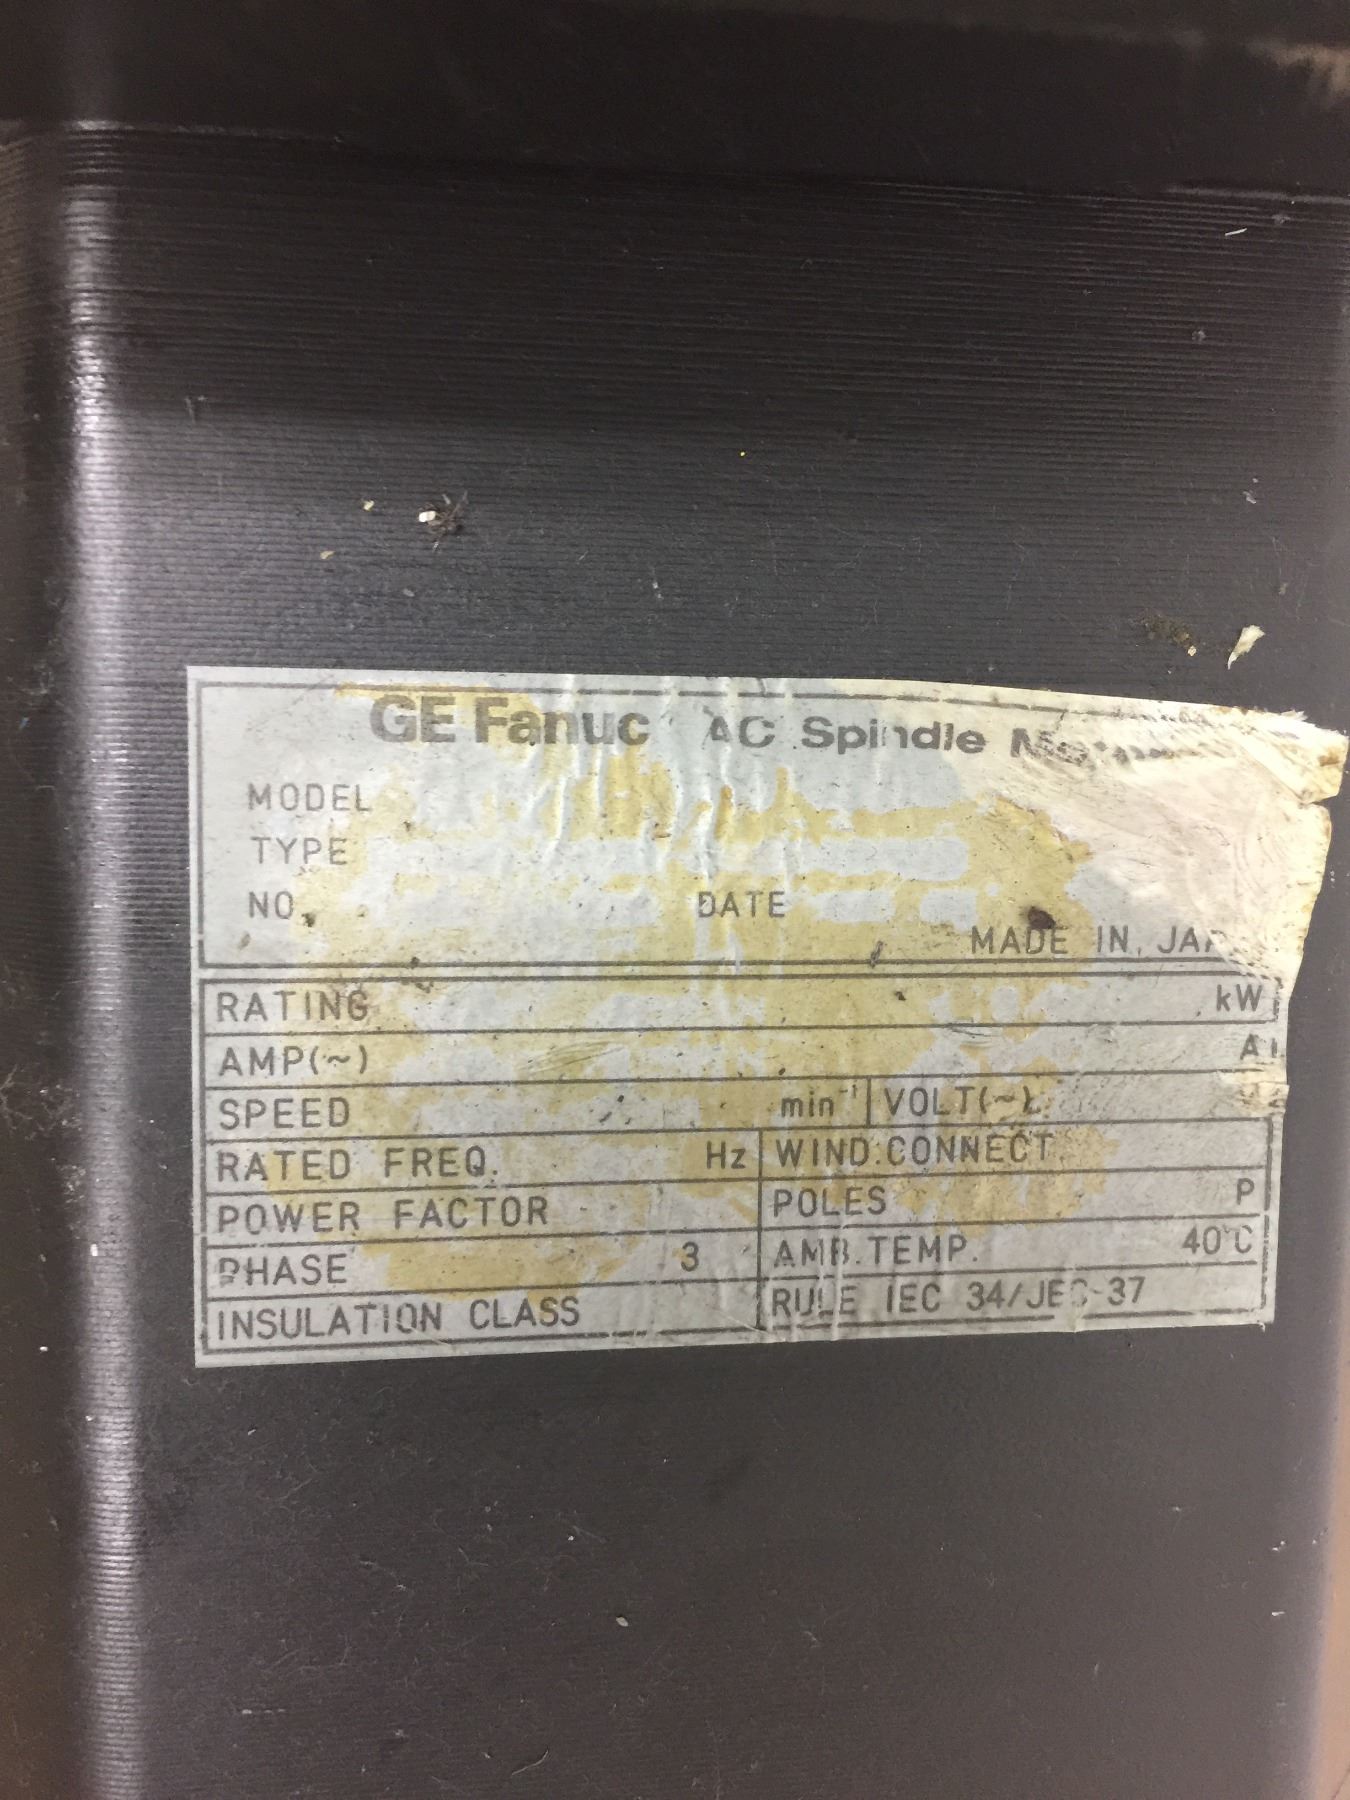 GE Fanuc AC Spindle
MODEL
TYPE
NO. DATE
MADE IN
RATING kW
AMP(~) A
SPEED min⁻¹ VOLT(~)
RATED FREQ. Hz WIND.CONNECT
POWER FACTOR POLES P
PHASE 3 AMB.TEMP. 40°C
INSULATION CLASS RULE IEC 34/JEC-37